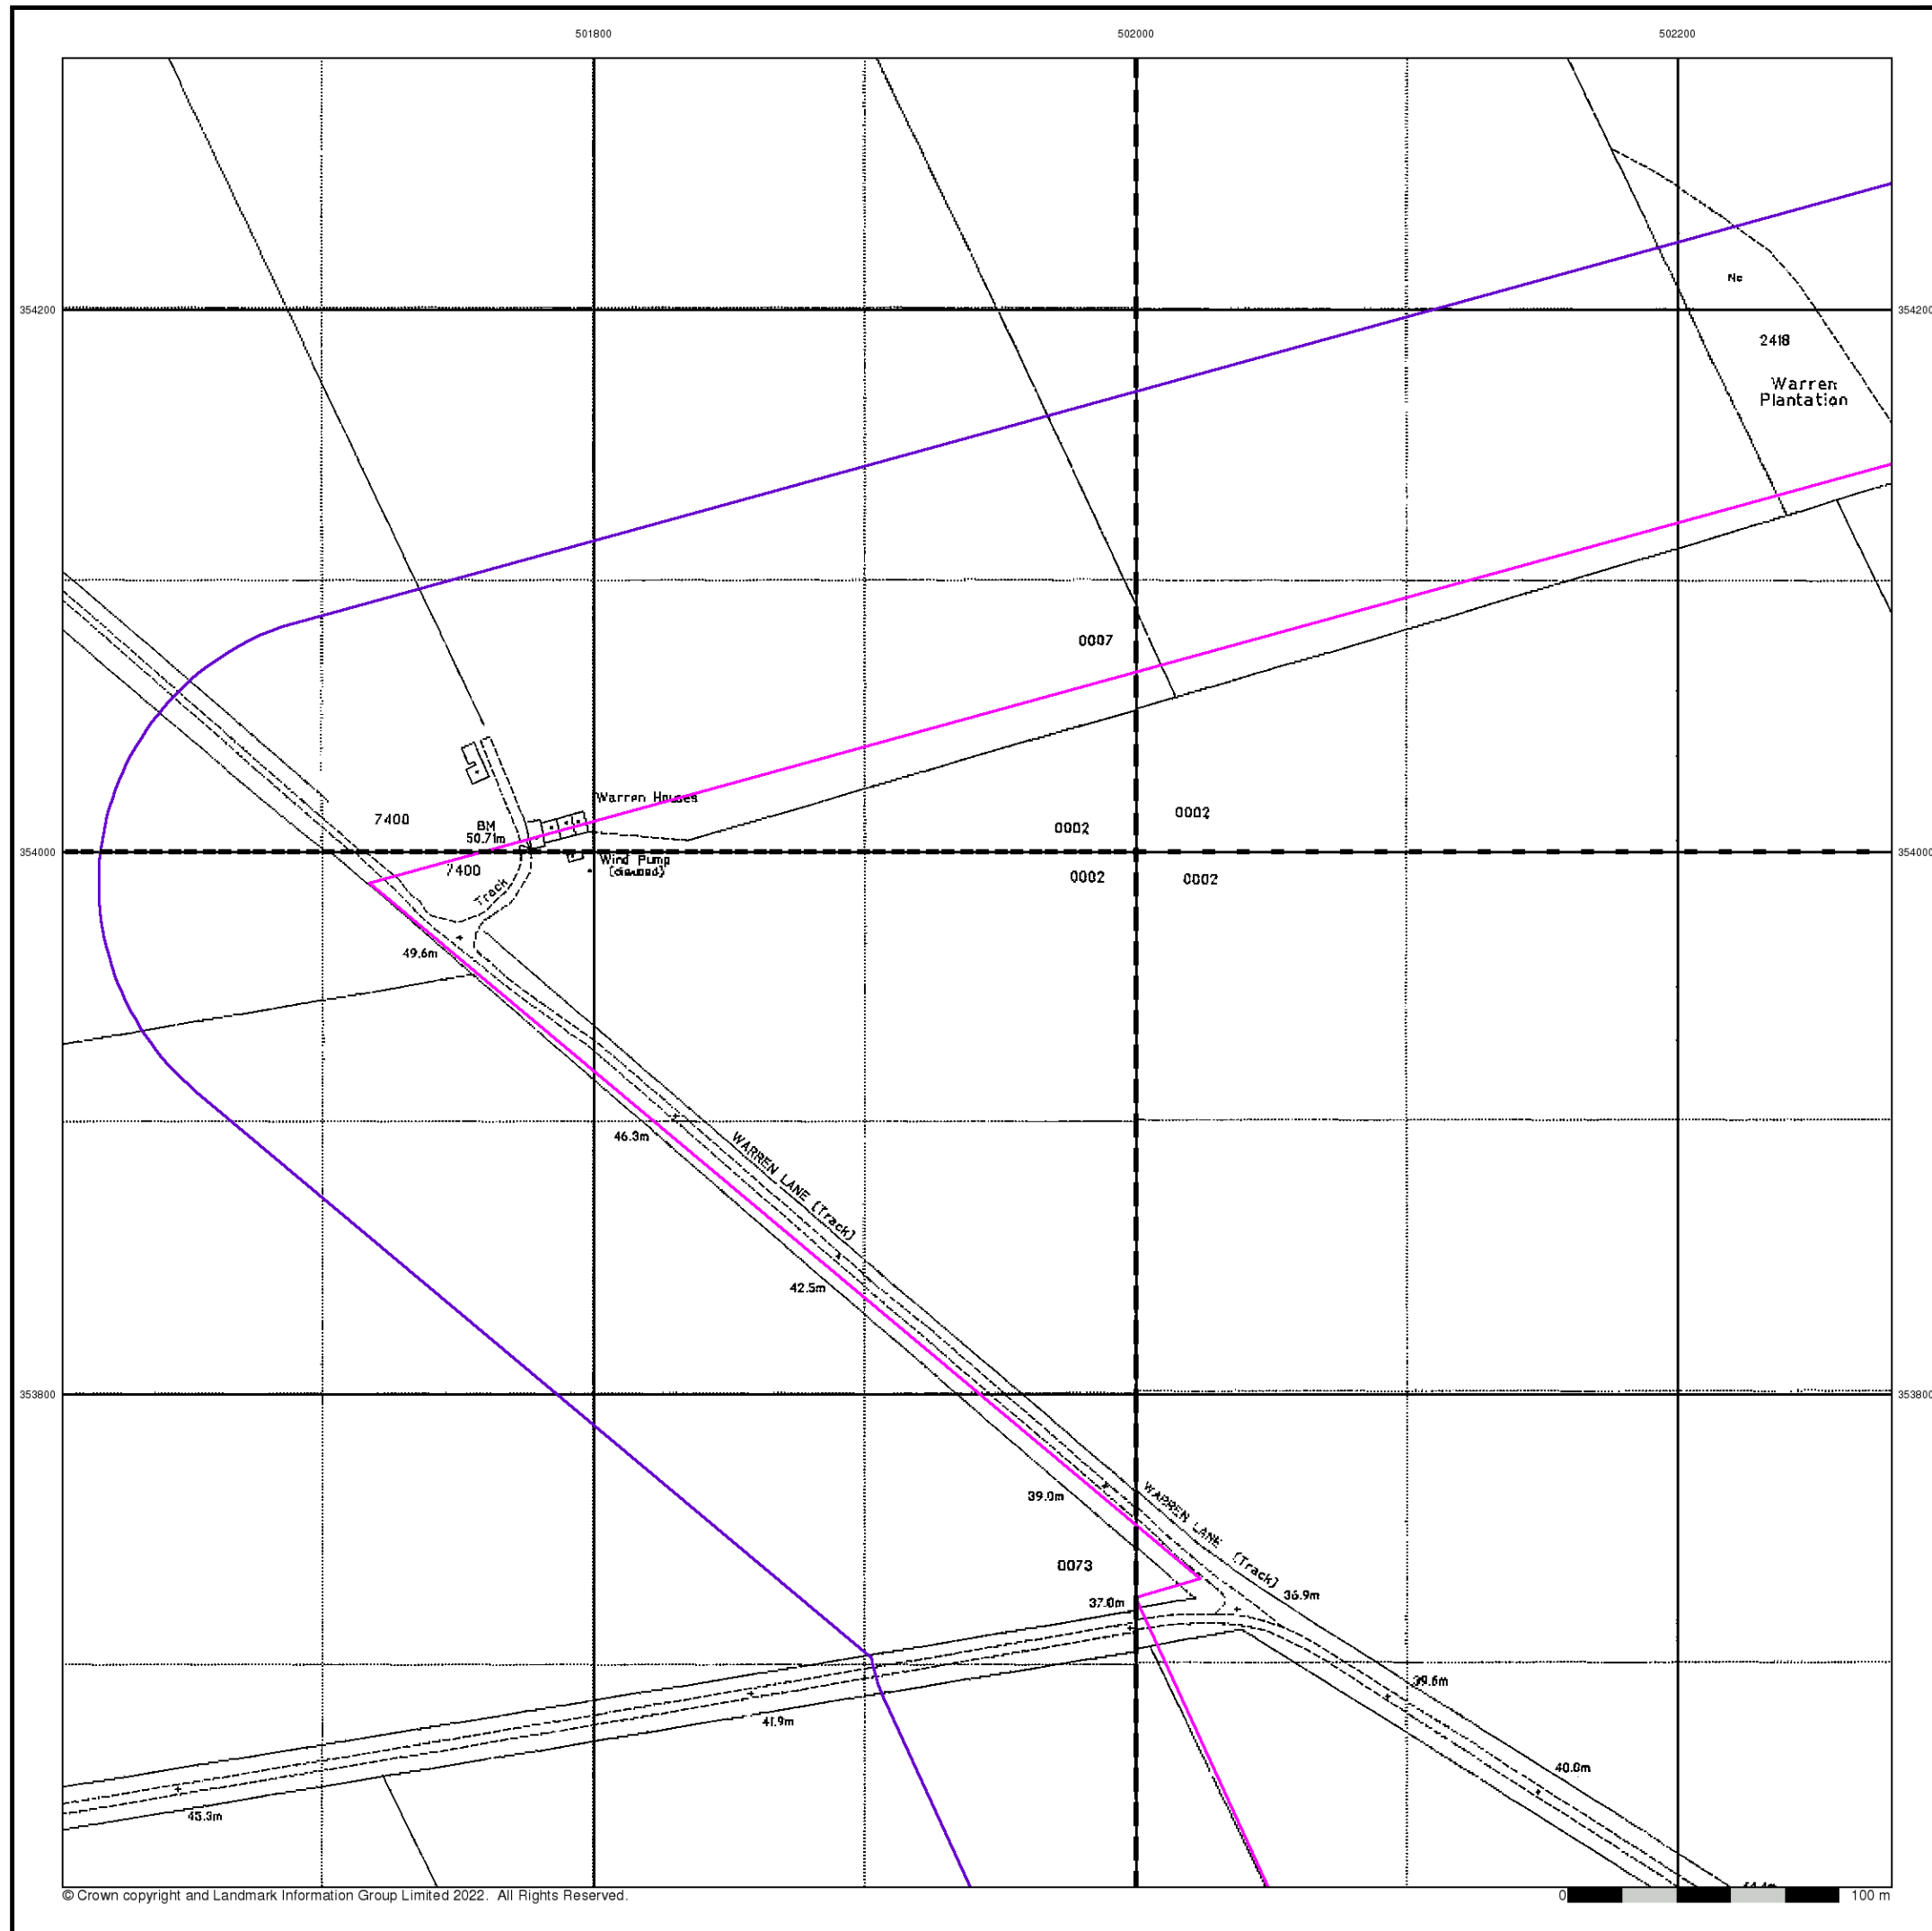 501800
502000
502200
354200
354200
2418
Warren
Plantation
0007
Warren Houses
7400
BM
50.71m
0002
0002
354000
354000
Wind Pump
(disused)
7400
Track
0002
0002
49.6m
46.3m
WARREN LANE (Track)
42.5m
353800
353800
39.0m
WARREN LANE (Track)
0073
36.9m
37.0m
39.6m
41.9m
40.8m
45.3m
© Crown copyright and Landmark Information Group Limited 2022. All Rights Reserved.
0
100 m